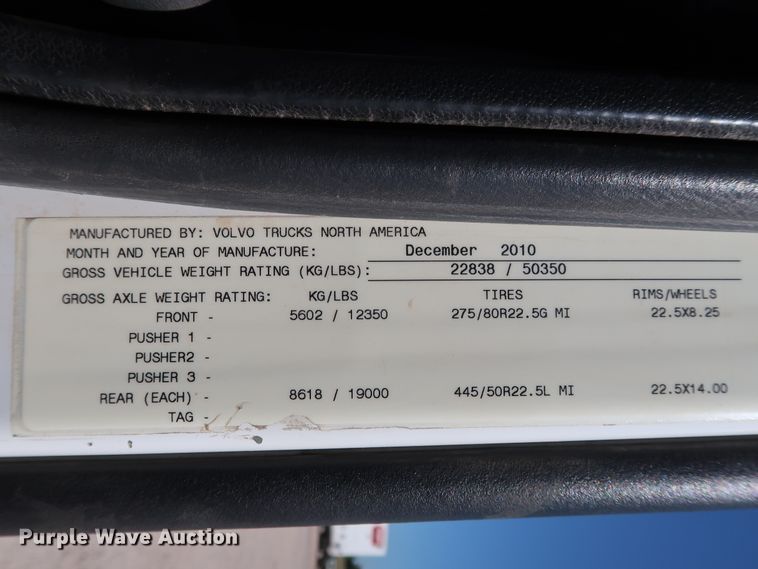 MANUFACTURED BY: VOLVO TRUCKS NORTH AMERICA
MONTH AND YEAR OF MANUFACTURE: December 2010
GROSS VEHICLE WEIGHT RATING (KG/LBS): 22838 / 50350
GROSS AXLE WEIGHT RATING: KG/LBS TIRES RIMS/WHEELS
FRONT - 5602 / 12350 275/80R22.5G MI 22.5X8.25
PUSHER 1 -
PUSHER2 -
PUSHER 3 -
REAR (EACH) - 8618 / 19000 445/50R22.5L MI 22.5X14.00
TAG -
Purple Wave Auction